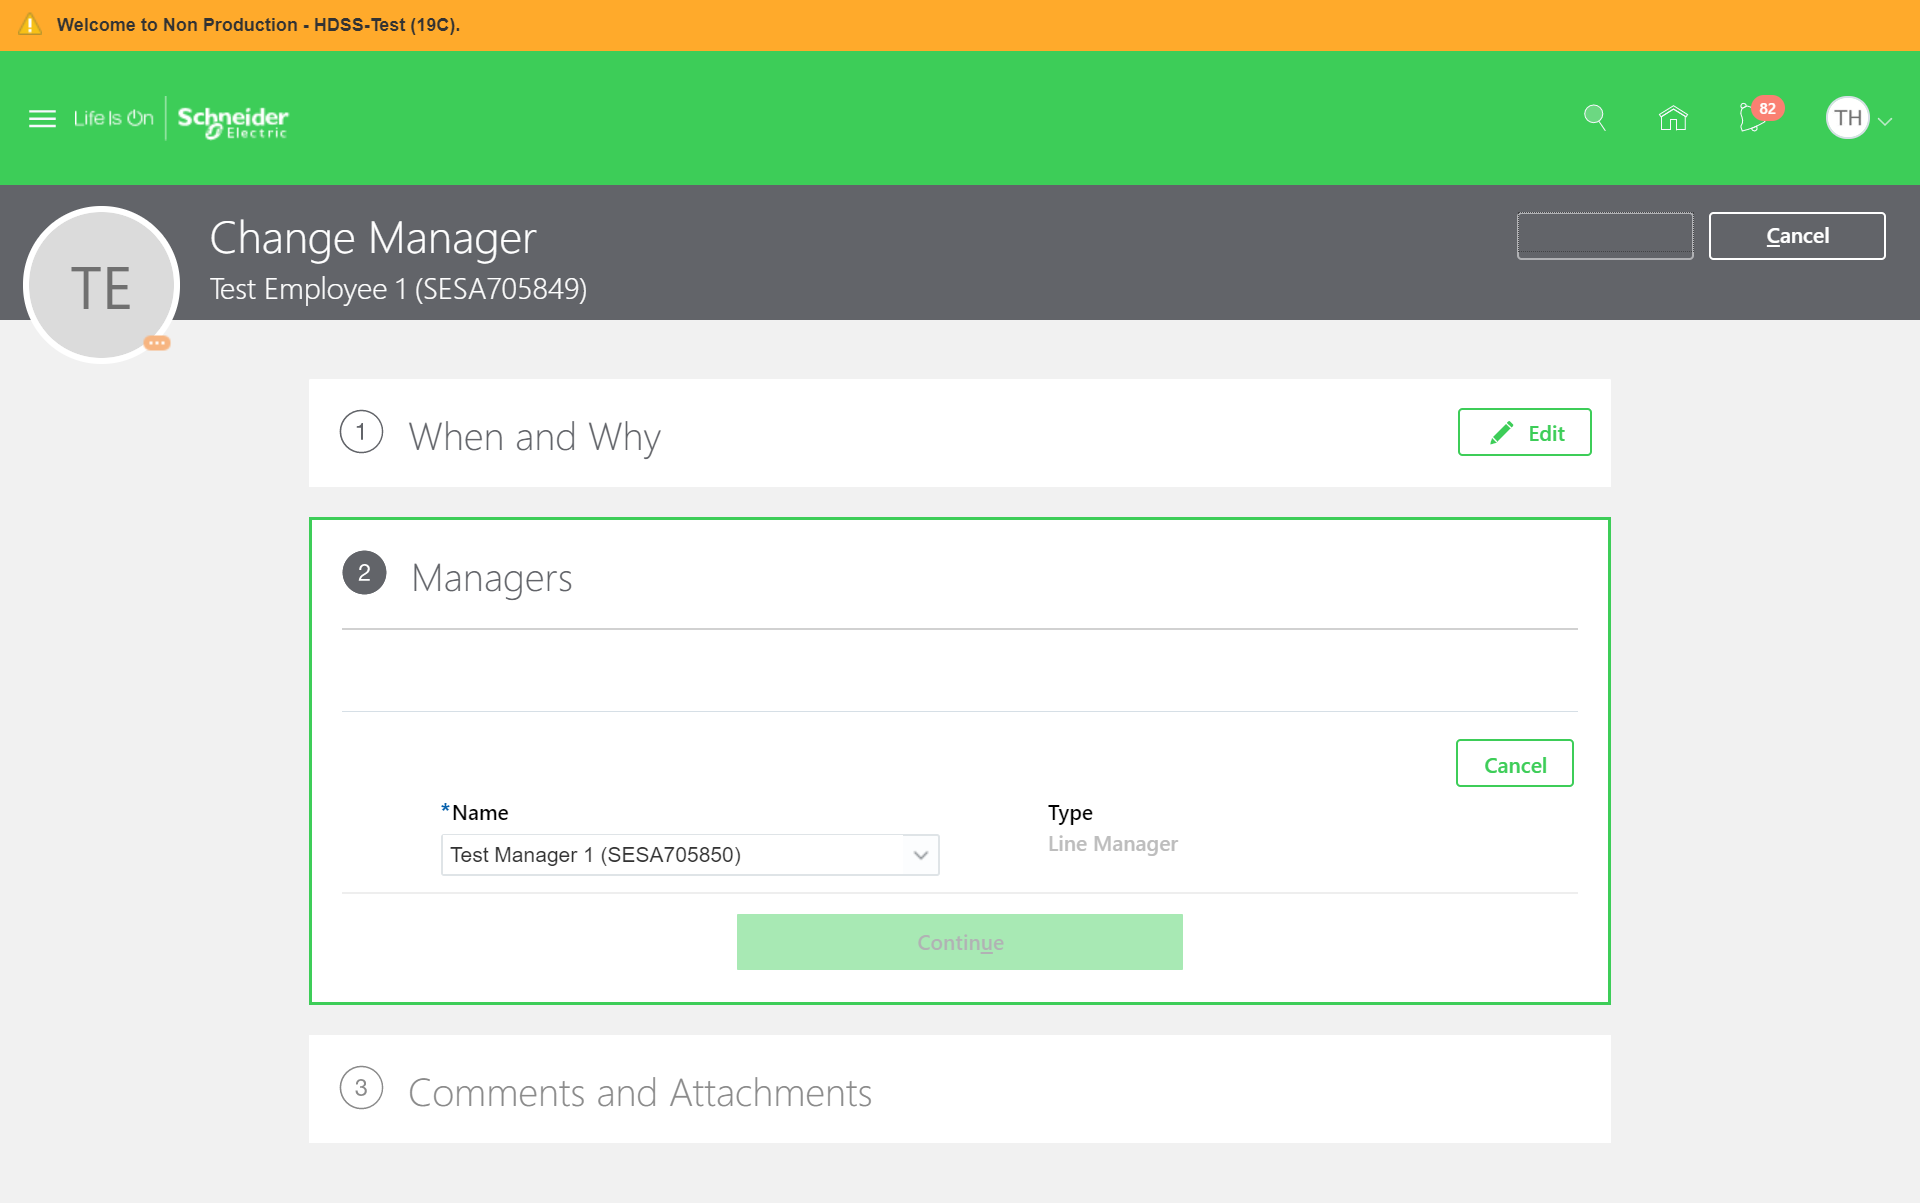 Welcome to Non Production - HDSS-Test (19C).
Life Is On
Schneider
Electric
82
TH
TE
Change Manager
Test Employee 1 (SESA705849)
Cancel
1
When and Why
Edit
2
Managers
Cancel
*Name
Type
Test Manager 1 (SESA705850)
Line Manager
Continue
3
Comments and Attachments